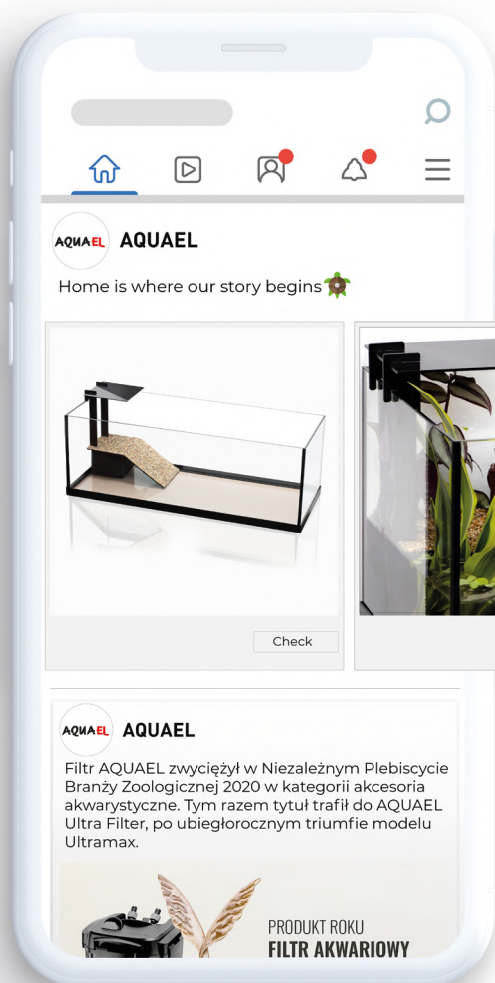 AQUAEL AQUAEL
Home is where our story begins
Check
AQUAEL AQUAEL
Filtr AQUAEL zwyciężył w Niezależnym Plebiscycie
Branży Zoologicznej 2020 w kategorii akcesoria
akwarystyczne. Tym razem tytuł trafił do AQUAEL
Ultra Filter, po ubiegłorocznym triumfie modelu
Ultramax.
PRODUKT ROKU
FILTR AKWARIOWY